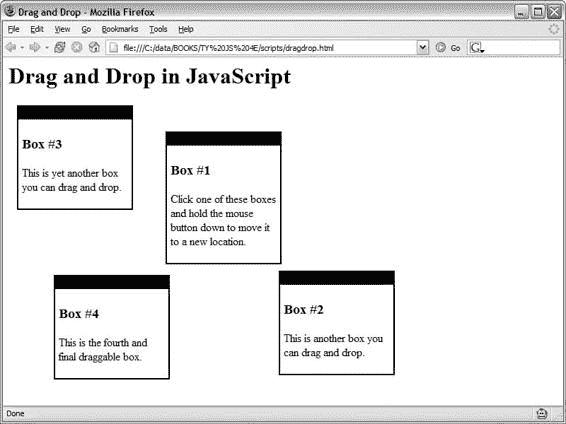 Drag and Drop - Mozilla Firefox
File Edit View Go Bookmarks Tools Help
file:///C:/data/BOOKS/TY%20JS%204E/scripts/dragdrop.html Go
Drag and Drop in JavaScript
Box #3
This is yet another box
you can drag and drop.
Box #1
Click one of these boxes
and hold the mouse
button down to move it
to a new location.
Box #4
This is the fourth and
final draggable box.
Box #2
This is another box you
can drag and drop.
Done